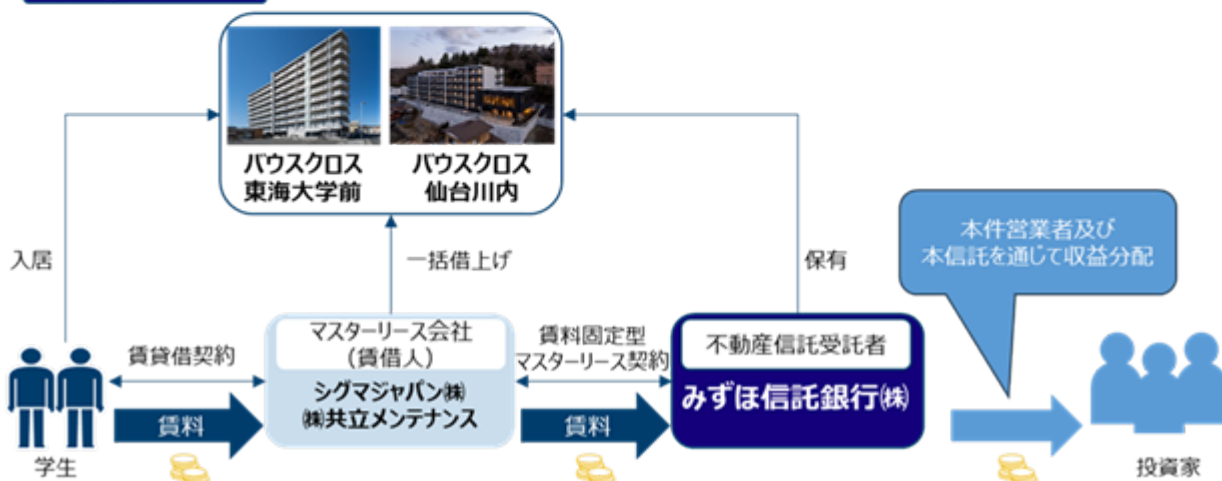 バウスクロス
東海大学前
バウスクロス
仙台川内
入居
一括借上げ
保有
本件営業者及び
本信託を通じて収益分配
賃貸借契約
マスターリース会社
(賃借人)
シグマジャパン㈱
㈱共立メンテナンス
賃料固定型
マスターリース契約
不動産信託受託者
みずほ信託銀行㈱
賃料
賃料
学生
投資家